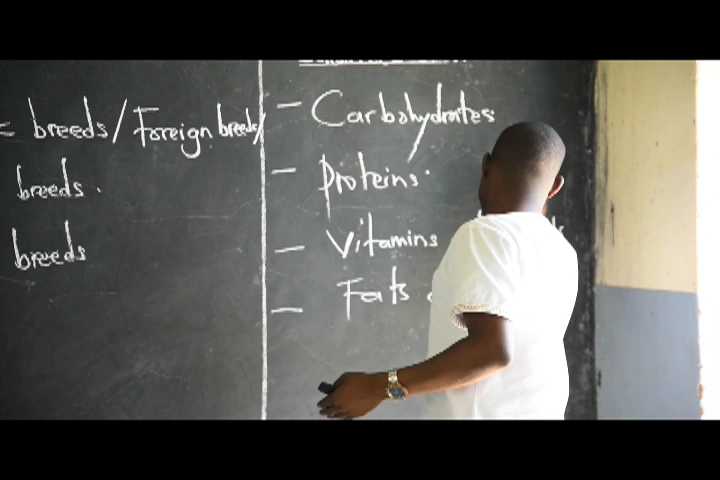 = breeds/Foreign breeds/
breeds.
breeds
- Carbohydrates
- Proteins.
- Vitamins
- Fats